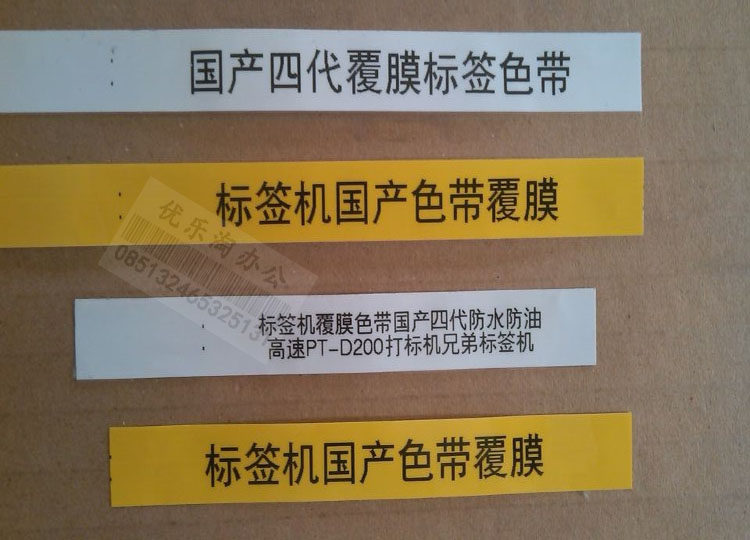 国产四代覆膜标签色带
标签机国产色带覆膜
优乐淘办公
标签机覆膜色带国产四代防水防油
高速PT-D200打标机兄弟标签机
标签机国产色带覆膜